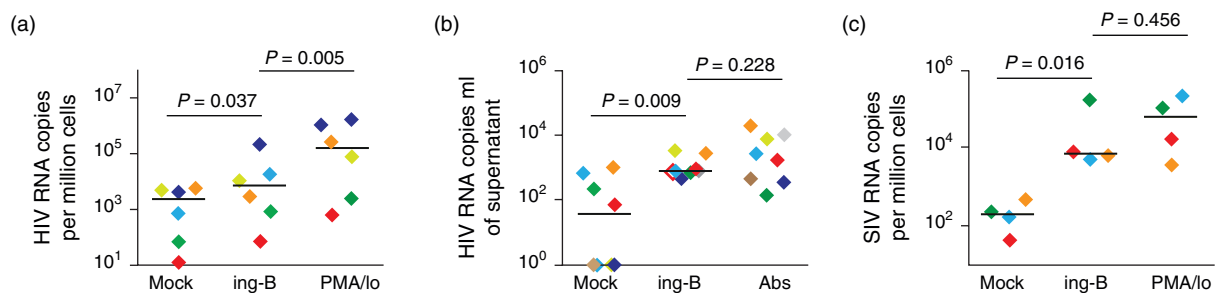 (a)
HIV RNA copies
per million cells
10^7
10^5
10^3
10^1
P = 0.037
P = 0.005
Mock ing-B PMA/Io
(b)
HIV RNA copies ml
of supernatant
10^6
10^4
10^2
10^0
P = 0.009
P = 0.228
Mock ing-B Abs
(c)
SIV RNA copies
per million cells
10^6
10^4
10^2
P = 0.016
P = 0.456
Mock ing-B PMA/Io